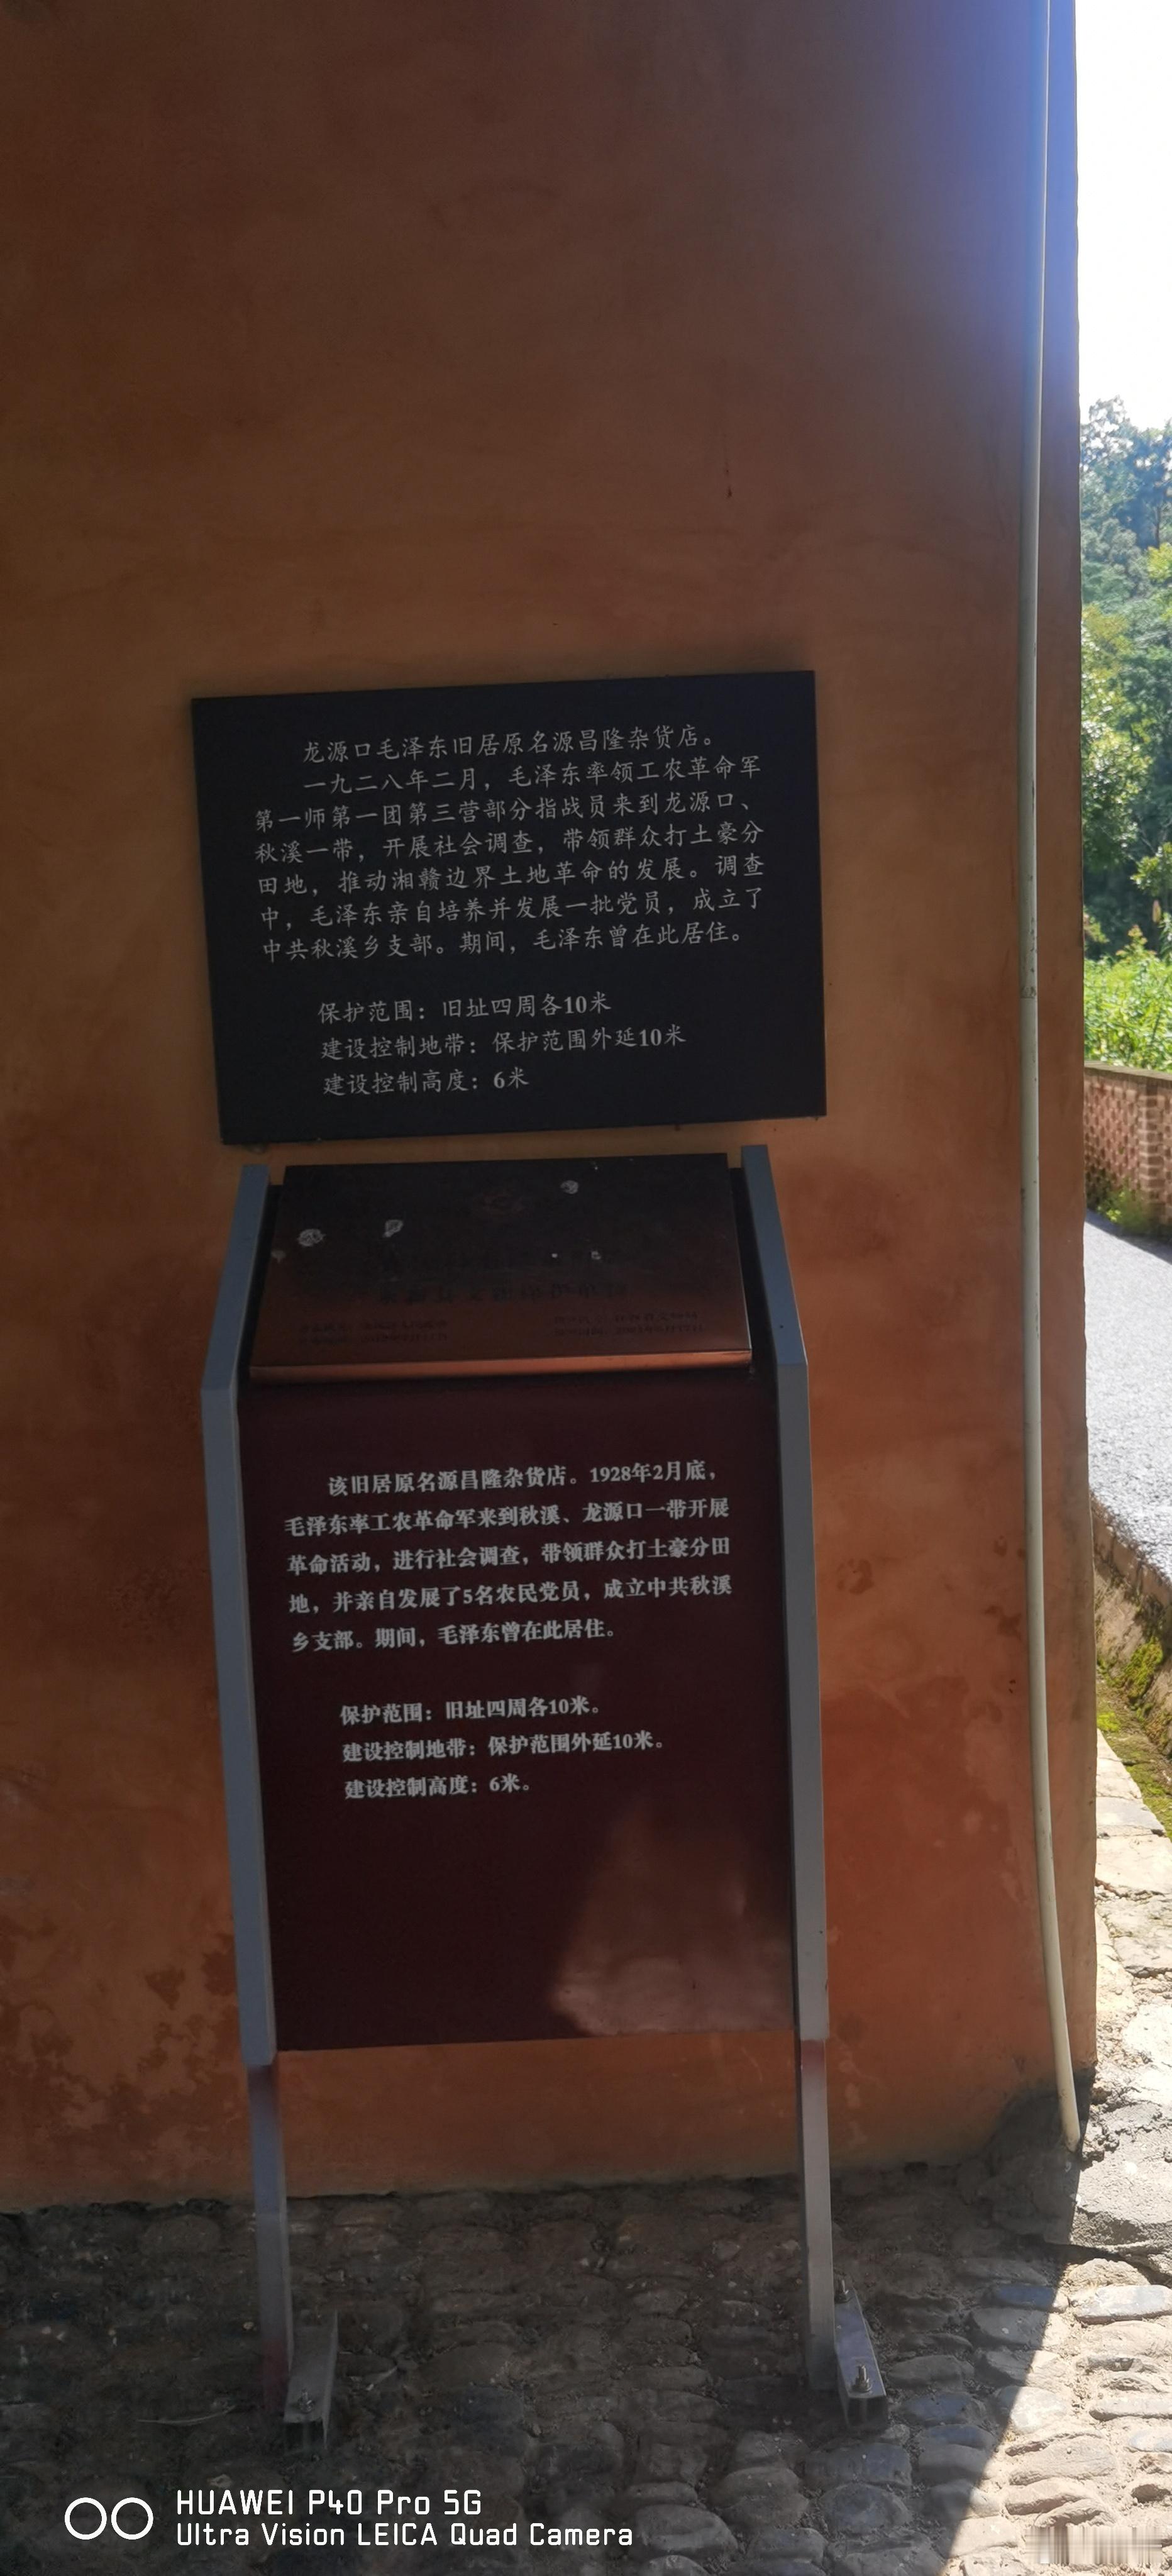 龙源口毛泽东旧居原名源昌隆杂货店。
一九二八年二月，毛泽东率领工农革命军
第一师第一团第三营部分指战员来到龙源口、
秋溪一带，开展社会调查，带领群众打土豪分
田地，推动湘赣边界土地革命的发展。调查
中，毛泽东亲自培养并发展一批党员，成立了
中共秋溪乡支部。期间，毛泽东曾在此居住。
保护范围：旧址四周各10米
建设控制地带：保护范围外延10米
建设控制高度：6米
该旧居原名源昌隆杂货店。1928年2月底，
毛泽东率工农革命军来到秋溪、龙源口一带开展
革命活动，进行社会调查，带领群众打土豪分田
地，并亲自发展了5名农民党员，成立中共秋溪
乡支部。期间，毛泽东曾在此居住。
保护范围：旧址四周各10米。
建设控制地带：保护范围外延10米。
建设控制高度：6米。
HUAWEI P40 Pro 5G
Ultra Vision LEICA Quad Camera